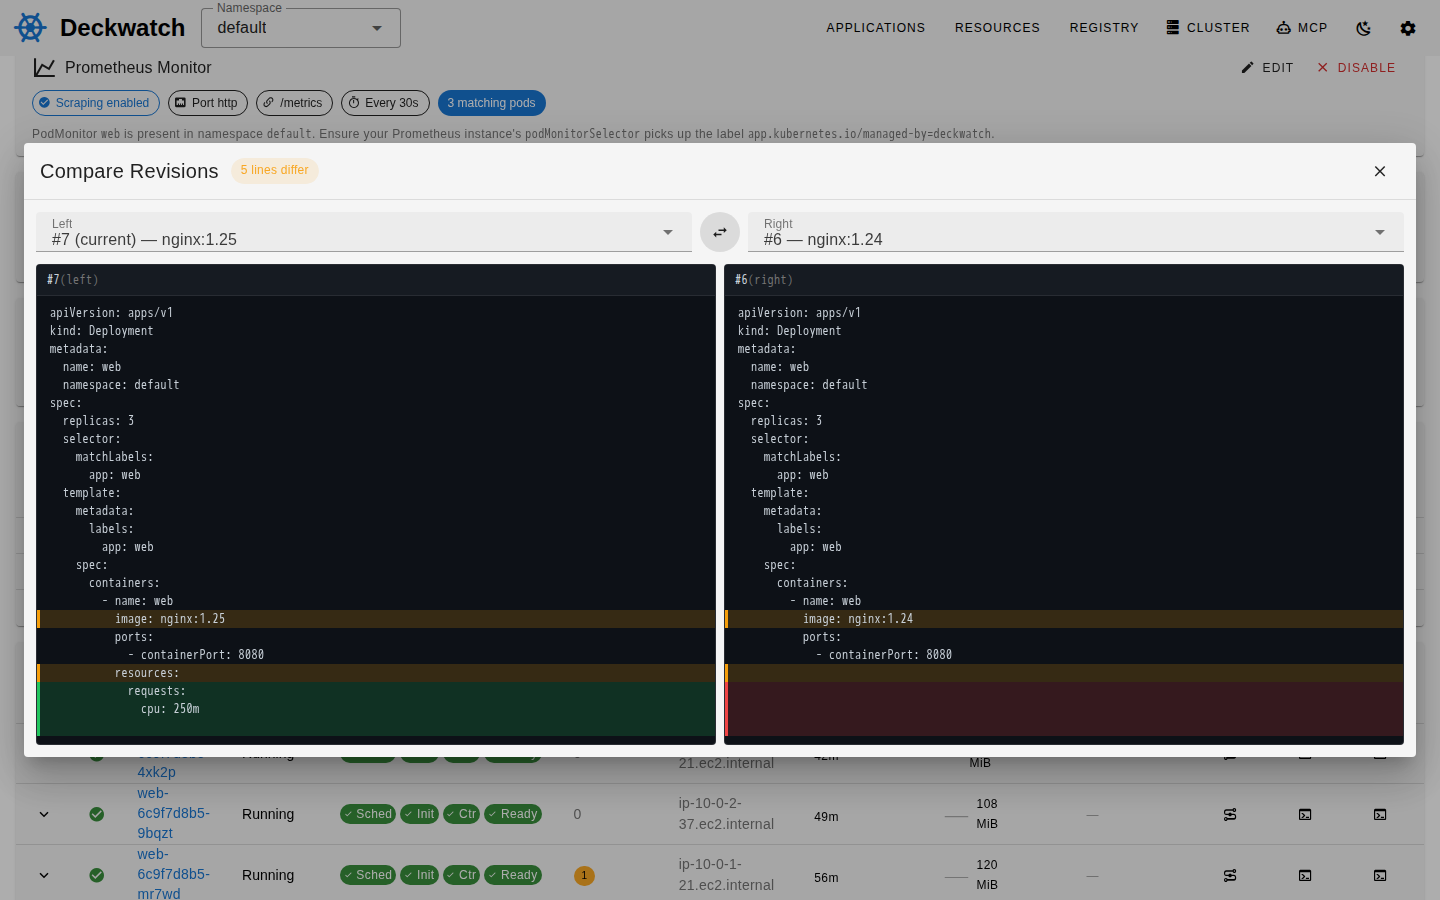 Deckwatch
Namespace
default
APPLICATIONS
RESOURCES
REGISTRY
CLUSTER
MCP
Prometheus Monitor
EDIT
DISABLE
Scraping enabled
Port http
/metrics
Every 30s
3 matching pods
PodMonitor web is present in namespace default. Ensure your Prometheus instance's podMonitorSelector picks up the label app.kubernetes.io/managed-by=deckwatch.
Compare Revisions
5 lines differ
Left
#7 (current) — nginx:1.25
Right
#6 — nginx:1.24
#7(left)
apiVersion: apps/v1
kind: Deployment
metadata:
  name: web
  namespace: default
spec:
  replicas: 3
  selector:
    matchLabels:
      app: web
  template:
    metadata:
      labels:
        app: web
    spec:
      containers:
        - name: web
          image: nginx:1.25
          ports:
            - containerPort: 8080
          resources:
            requests:
              cpu: 250m
#6(right)
apiVersion: apps/v1
kind: Deployment
metadata:
  name: web
  namespace: default
spec:
  replicas: 3
  selector:
    matchLabels:
      app: web
  template:
    metadata:
      labels:
        app: web
    spec:
      containers:
        - name: web
          image: nginx:1.24
          ports:
            - containerPort: 8080
4xk2p
Running
21.ec2.internal
42m
MiB
web-
6c9f7d8b5-
9bqzt
Running
Sched
Init
Ctr
Ready
0
ip-10-0-2-
37.ec2.internal
49m
—
108
MiB
—
web-
6c9f7d8b5-
mr7wd
Running
Sched
Init
Ctr
Ready
1
ip-10-0-1-
21.ec2.internal
56m
—
120
MiB
—